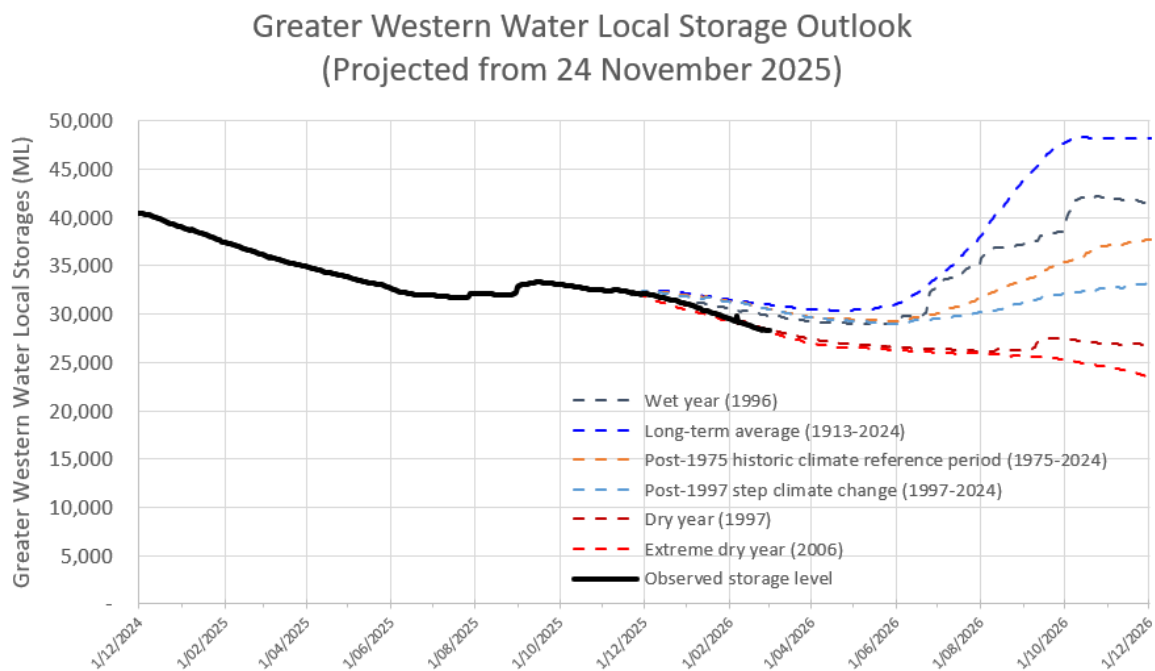 Greater Western Water Local Storage Outlook
(Projected from 24 November 2025)
Greater Western Water Local Storages (ML)
50,000
45,000
40,000
35,000
30,000
25,000
20,000
15,000
10,000
5,000
-
Wet year (1996)
Long-term average (1913-2024)
Post-1975 historic climate reference period (1975-2024)
Post-1997 step climate change (1997-2024)
Dry year (1997)
Extreme dry year (2006)
Observed storage level
1/12/2024
1/02/2025
1/04/2025
1/06/2025
1/08/2025
1/10/2025
1/12/2025
1/02/2026
1/04/2026
1/06/2026
1/08/2026
1/10/2026
1/12/2026